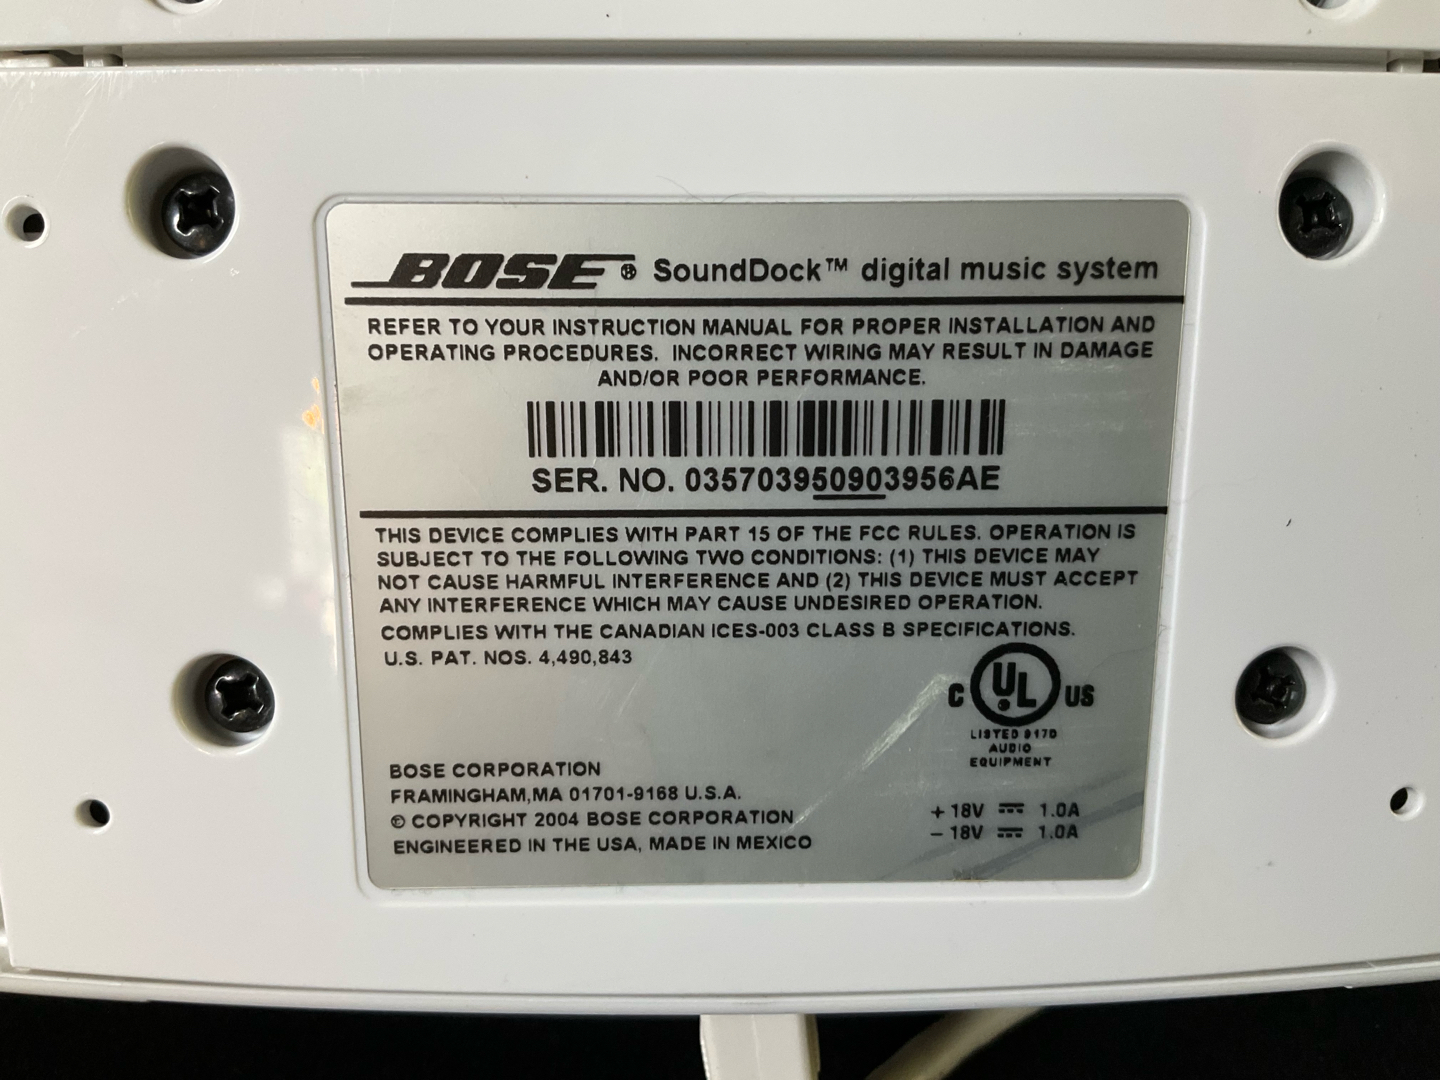 BOSE® SoundDock™ digital music system
REFER TO YOUR INSTRUCTION MANUAL FOR PROPER INSTALLATION AND
OPERATING PROCEDURES. INCORRECT WIRING MAY RESULT IN DAMAGE
AND/OR POOR PERFORMANCE.
SER. NO. 035703950903956AE
THIS DEVICE COMPLIES WITH PART 15 OF THE FCC RULES. OPERATION IS
SUBJECT TO THE FOLLOWING TWO CONDITIONS: (1) THIS DEVICE MAY
NOT CAUSE HARMFUL INTERFERENCE AND (2) THIS DEVICE MUST ACCEPT
ANY INTERFERENCE WHICH MAY CAUSE UNDESIRED OPERATION.
COMPLIES WITH THE CANADIAN ICES-003 CLASS B SPECIFICATIONS.
U.S. PAT. NOS. 4,490,843
C UL® US
LISTED 917D
AUDIO
EQUIPMENT
BOSE CORPORATION
FRAMINGHAM,MA 01701-9168 U.S.A.
© COPYRIGHT 2004 BOSE CORPORATION
ENGINEERED IN THE USA, MADE IN MEXICO
+18V ⎓ 1.0A
-18V ⎓ 1.0A